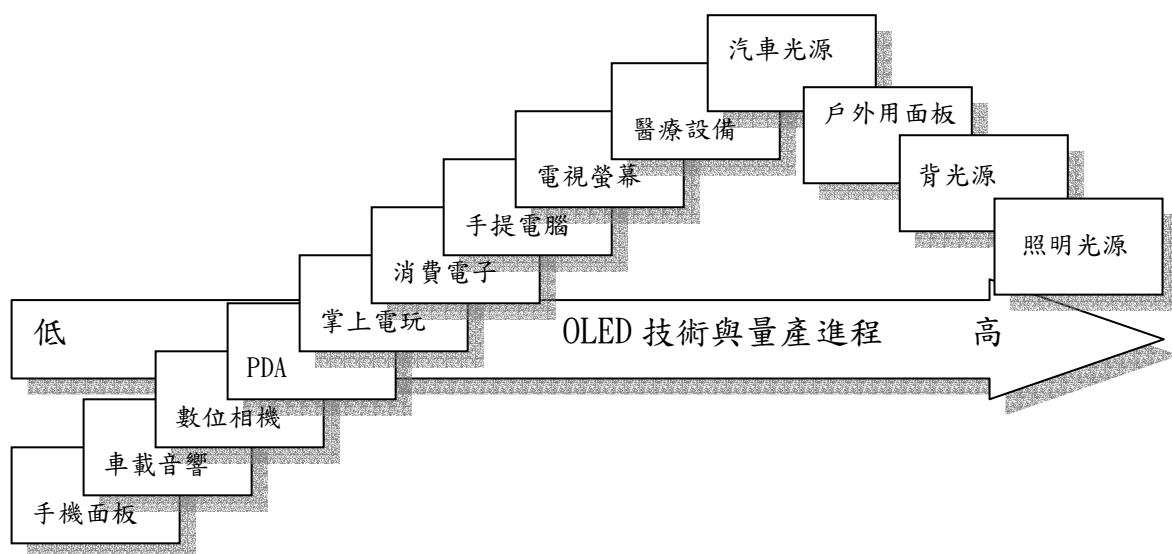 汽車光源
戶外用面板
醫療設備
背光源
電視螢幕
手提電腦
照明光源
消費電子
掌上電玩
低
OLED 技術與量產進程
高
PDA
數位相機
車載音響
手機面板